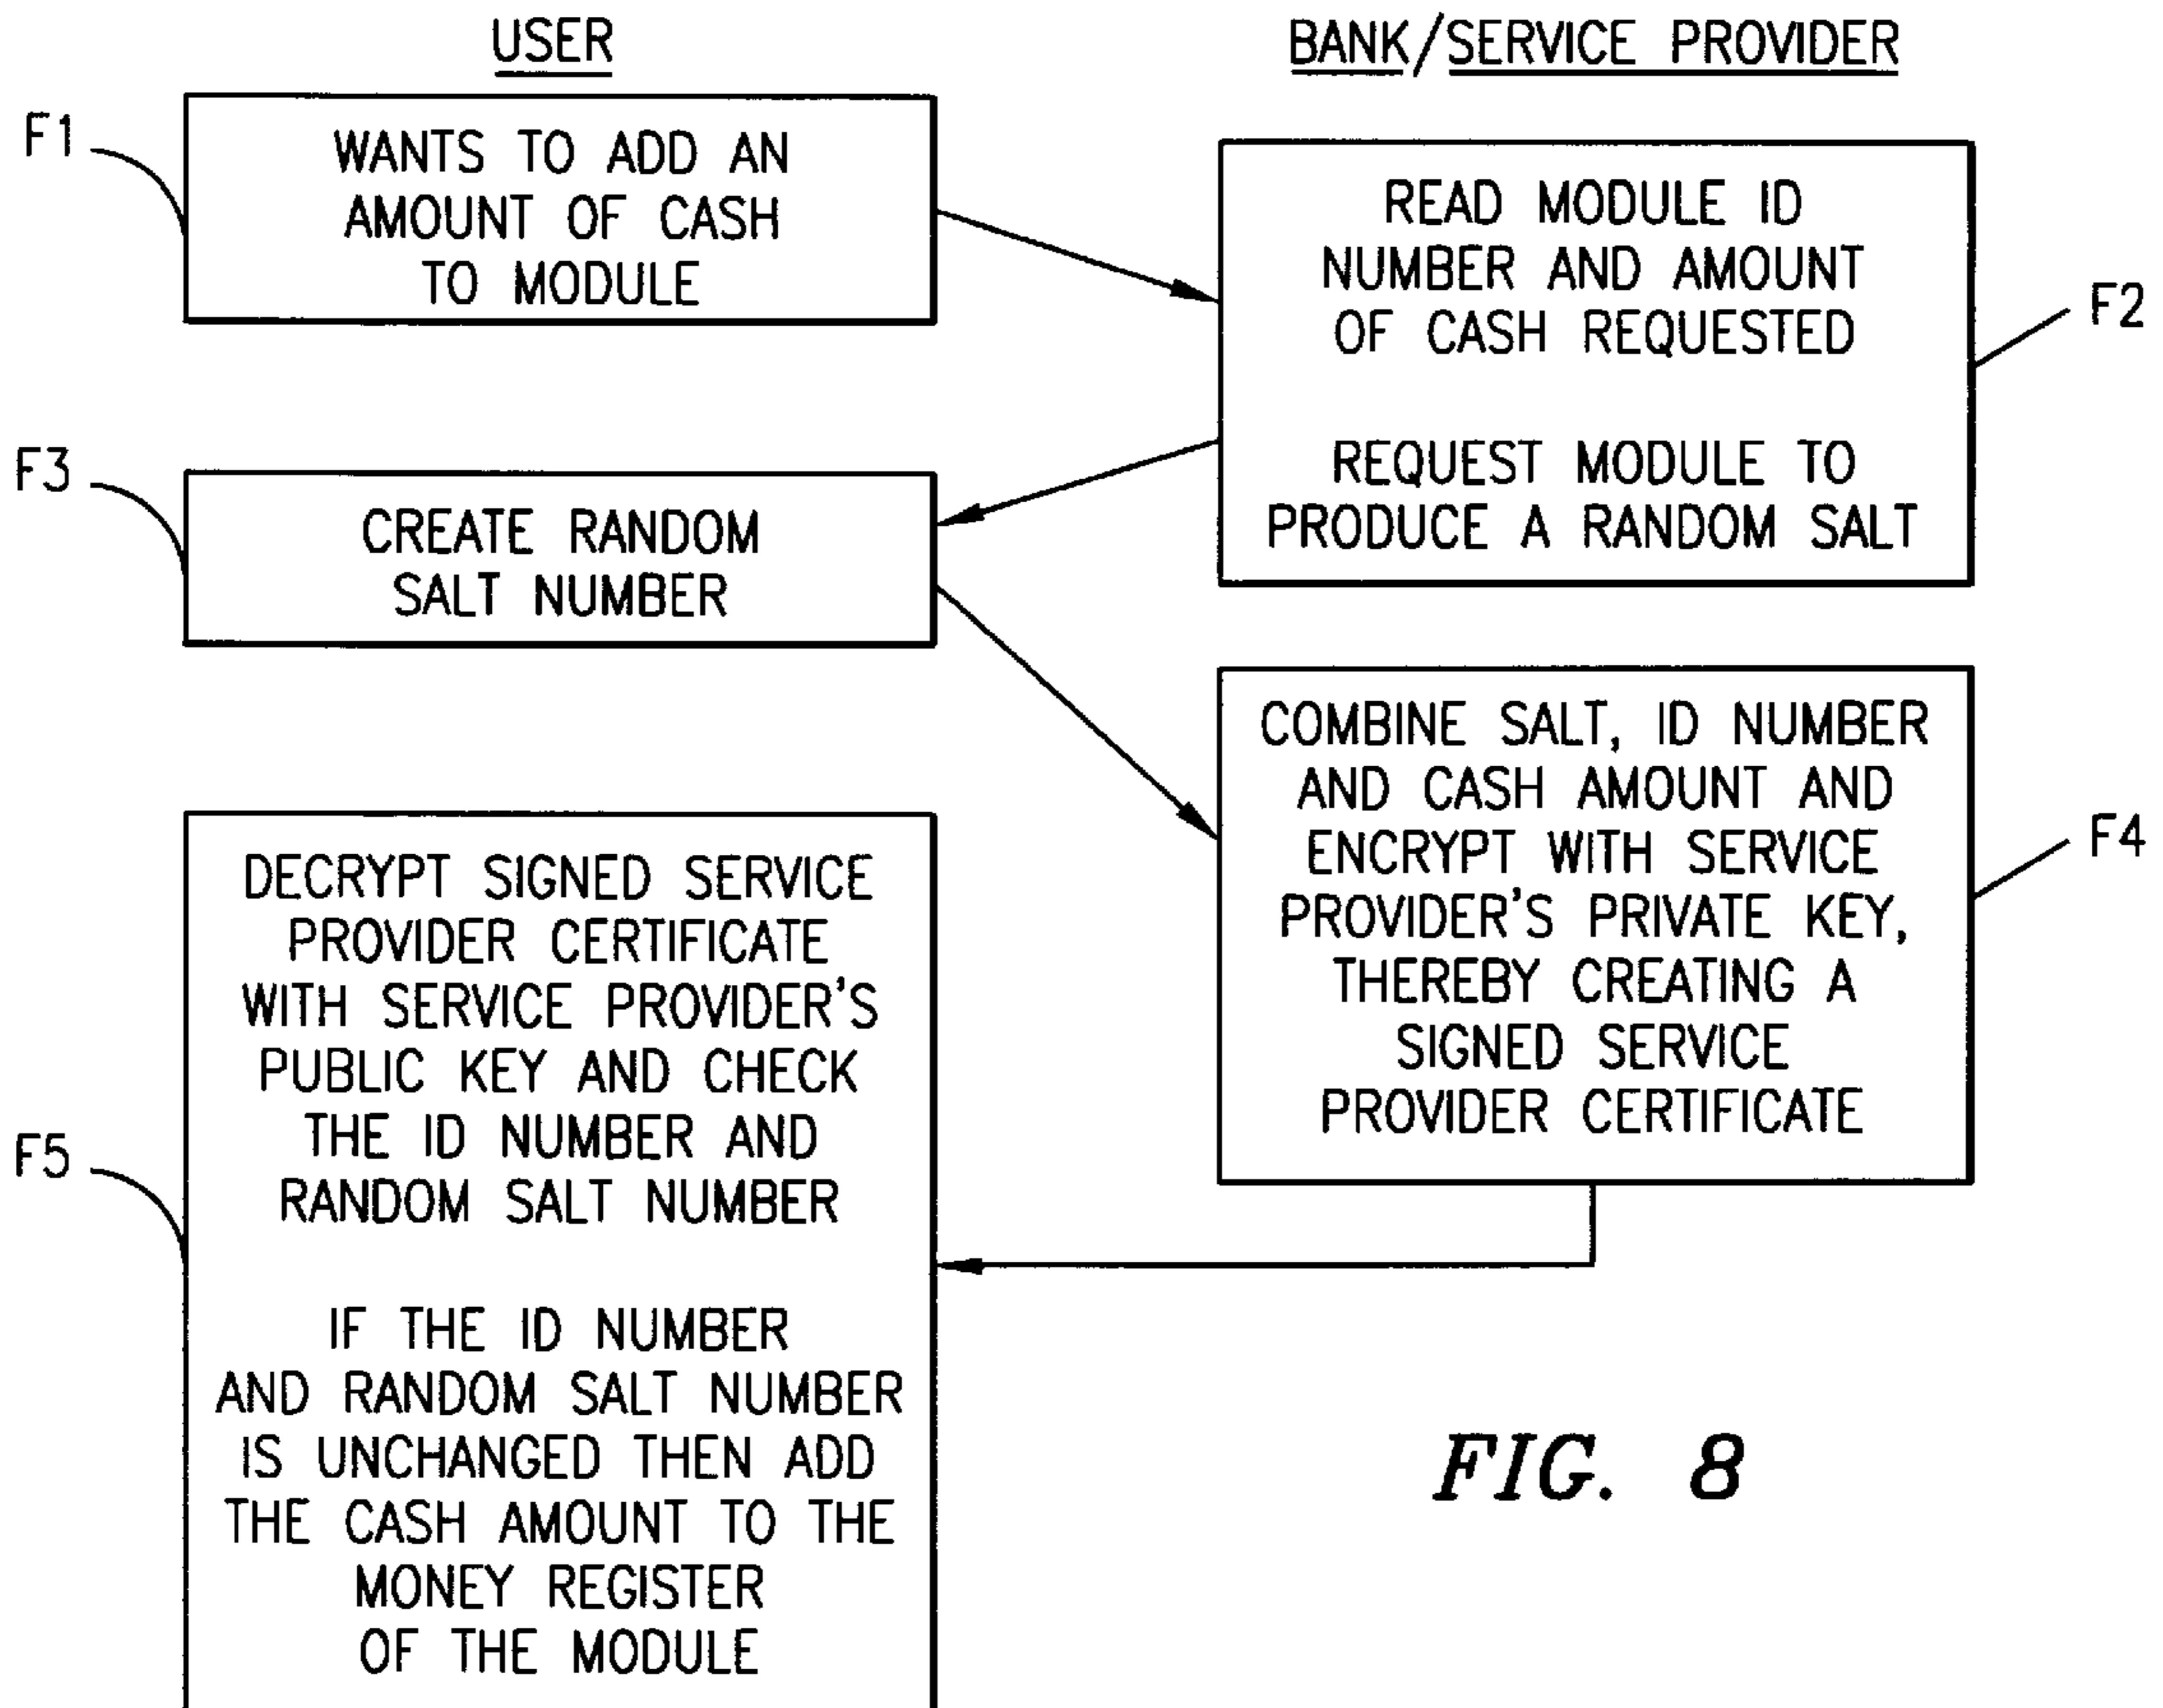 USER
BANK/SERVICE PROVIDER
F1
WANTS TO ADD AN
AMOUNT OF CASH
TO MODULE
READ MODULE ID
NUMBER AND AMOUNT
OF CASH REQUESTED
REQUEST MODULE TO
PRODUCE A RANDOM SALT
F2
F3
CREATE RANDOM
SALT NUMBER
COMBINE SALT, ID NUMBER
AND CASH AMOUNT AND
ENCRYPT WITH SERVICE
PROVIDER'S PRIVATE KEY,
THEREBY CREATING A
SIGNED SERVICE
PROVIDER CERTIFICATE
F4
F5
DECRYPT SIGNED SERVICE
PROVIDER CERTIFICATE
WITH SERVICE PROVIDER'S
PUBLIC KEY AND CHECK
THE ID NUMBER AND
RANDOM SALT NUMBER
IF THE ID NUMBER
AND RANDOM SALT NUMBER
IS UNCHANGED THEN ADD
THE CASH AMOUNT TO THE
MONEY REGISTER
OF THE MODULE
FIG. 8